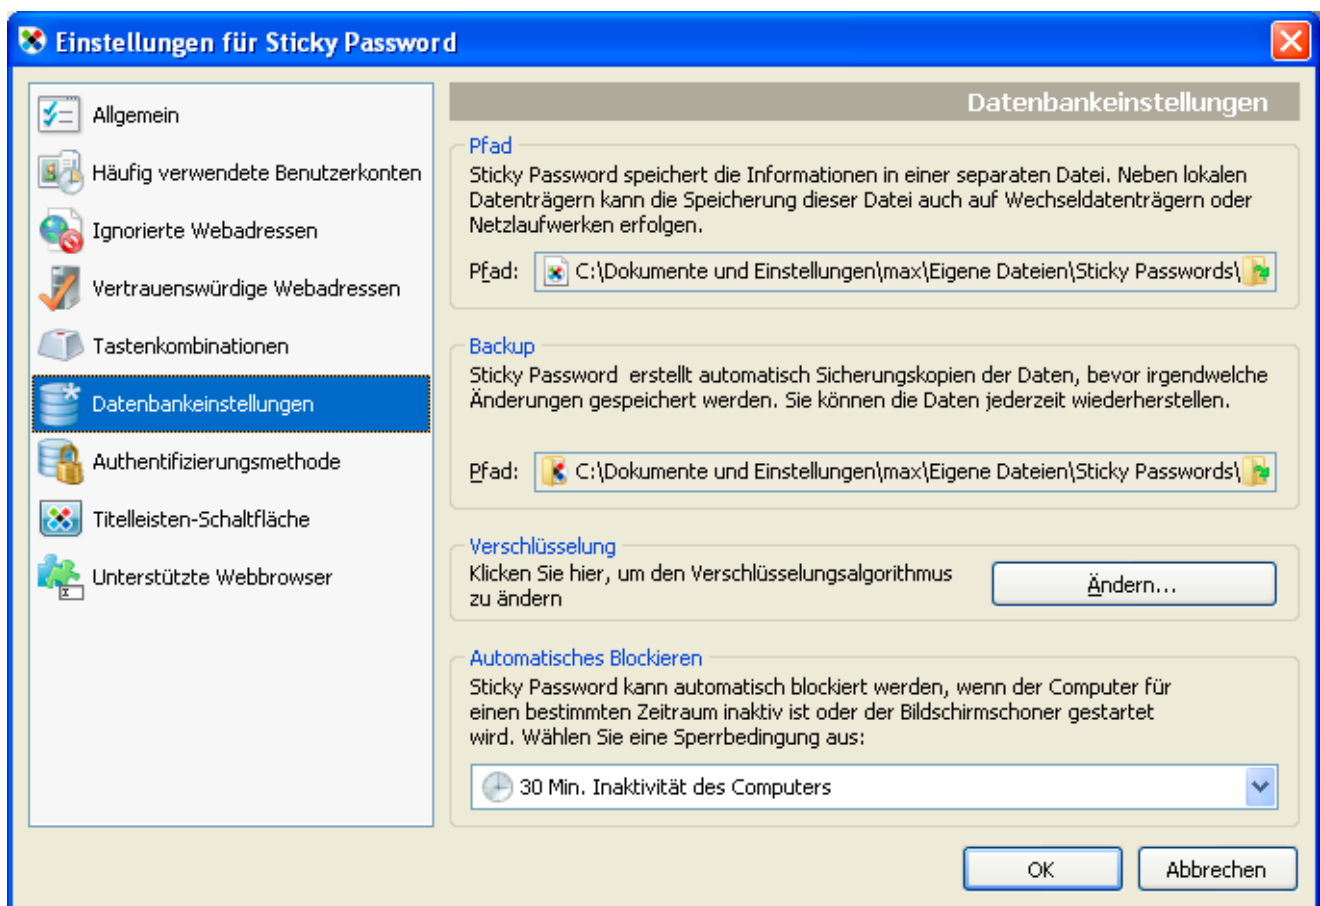 Einstellungen für Sticky Password
Allgemein
Häufig verwendete Benutzerkonten
Ignorierte Webadressen
Vertrauenswürdige Webadressen
Tastenkombinationen
Datenbankeinstellungen
Authentifizierungsmethode
Titelleisten-Schaltfläche
Unterstützte Webbrowser
Datenbankeinstellungen
Pfad
Sticky Password speichert die Informationen in einer separaten Datei. Neben lokalen
Datenträgern kann die Speicherung dieser Datei auch auf Wechseldatenträgern oder
Netzlaufwerken erfolgen.
Pfad: C:\Dokumente und Einstellungen\max\Eigene Dateien\Sticky Passwords\
Backup
Sticky Password  erstellt automatisch Sicherungskopien der Daten, bevor irgendwelche
Änderungen gespeichert werden. Sie können die Daten jederzeit wiederherstellen.
Pfad: C:\Dokumente und Einstellungen\max\Eigene Dateien\Sticky Passwords\
Verschlüsselung
Klicken Sie hier, um den Verschlüsselungsalgorithmus
zu ändern
Ändern...
Automatisches Blockieren
Sticky Password kann automatisch blockiert werden, wenn der Computer für
einen bestimmten Zeitraum inaktiv ist oder der Bildschirmschoner gestartet
wird. Wählen Sie eine Sperrbedingung aus:
30 Min. Inaktivität des Computers
OK
Abbrechen